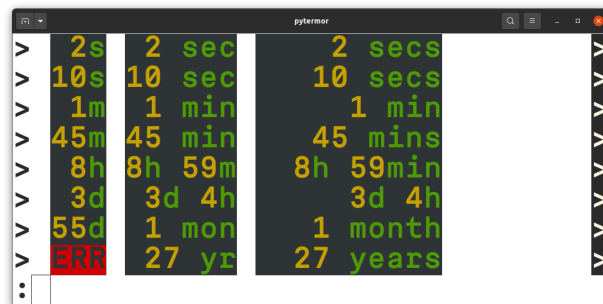 pytermor
> 2s 2 sec 2 secs >
> 10s 10 sec 10 secs >
> 1m 1 min 1 min >
> 45m 45 min 45 mins >
> 8h 8h 59m 8h 59min >
> 3d 3d 4h 3d 4h >
> 55d 1 mon 1 month >
> ERR 27 yr 27 years >
: